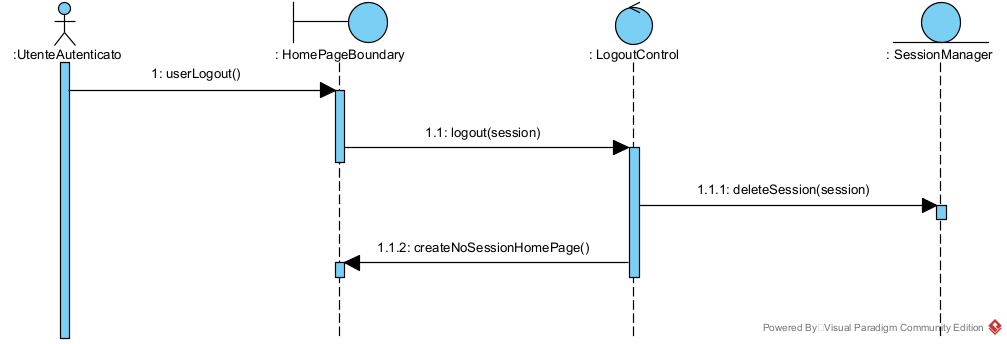 :UtenteAutenticato
: HomePageBoundary
: LogoutControl
: SessionManager
1: userLogout()
1.1: logout(session)
1.1.1: deleteSession(session)
1.1.2: createNoSessionHomePage()
Powered By Visual Paradigm Community Edition